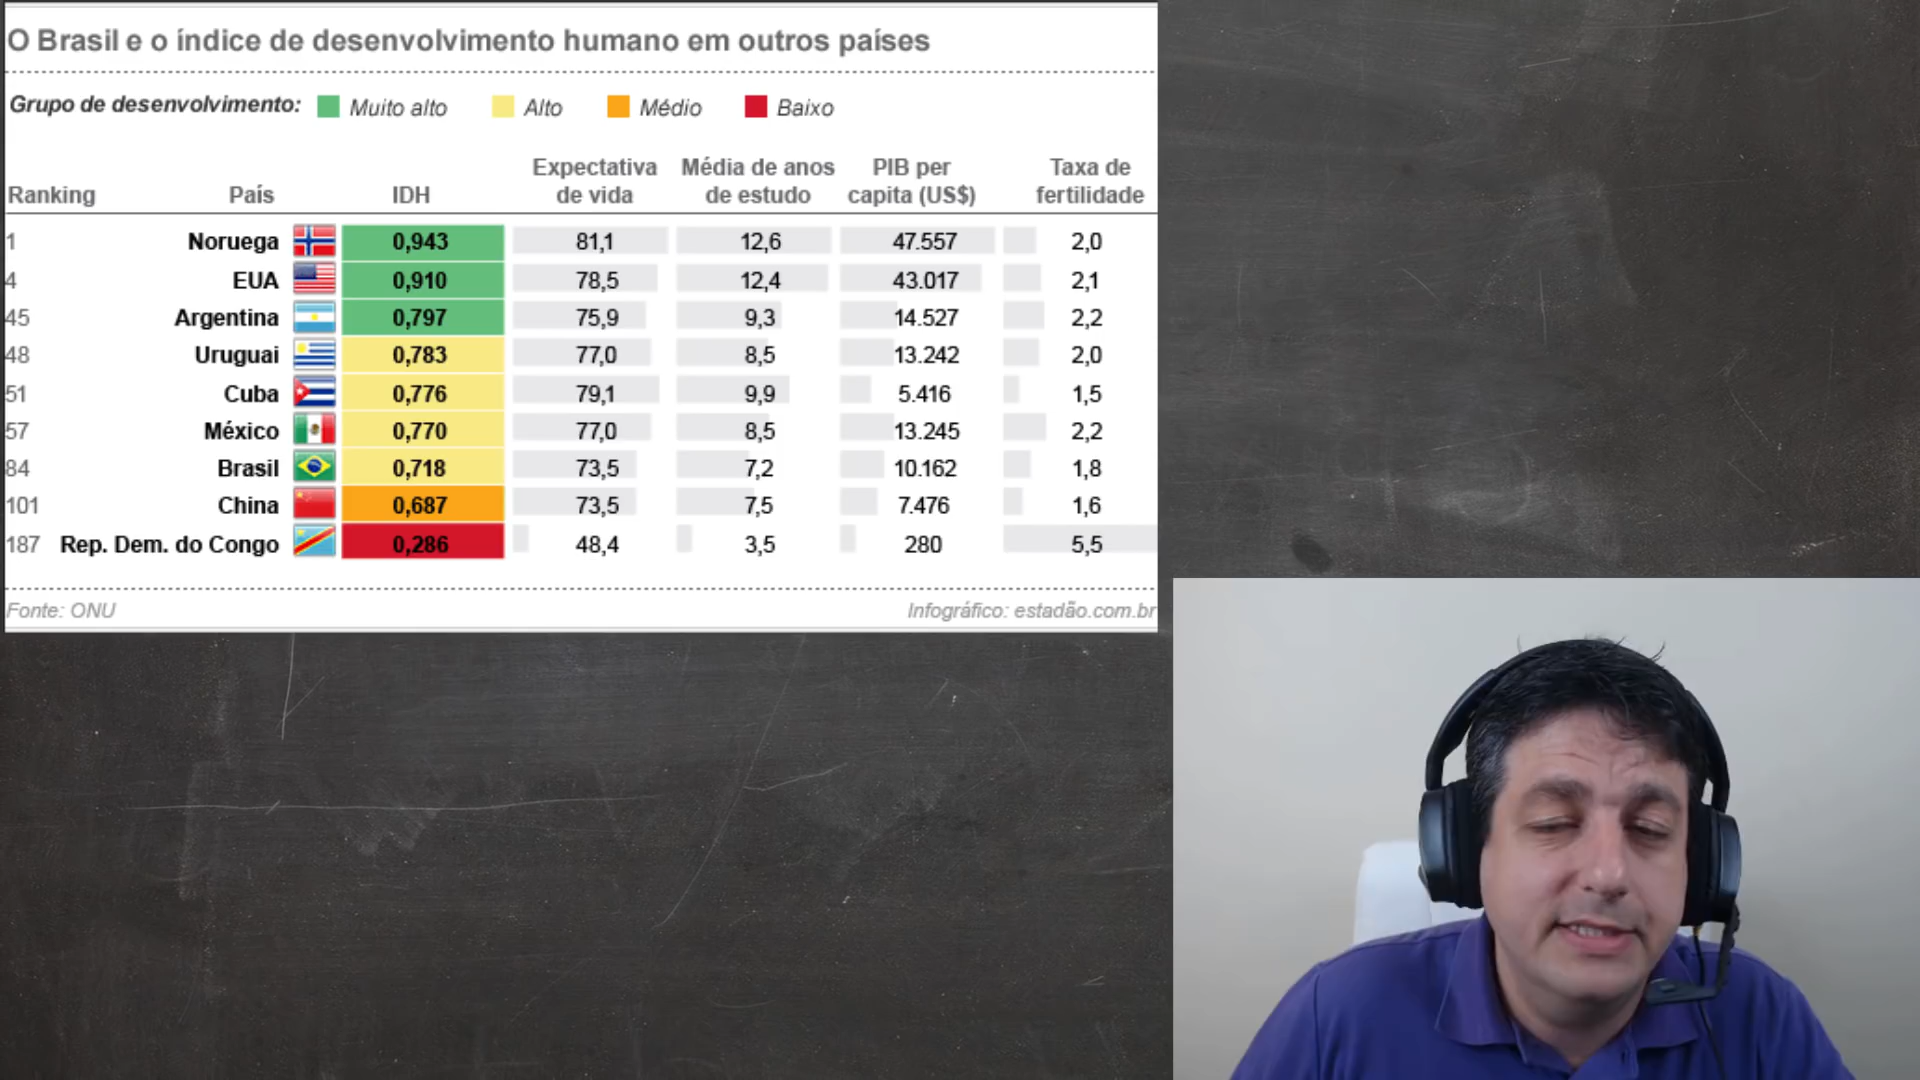 O Brasil e o índice de desenvolvimento humano em outros países
Grupo de desenvolvimento: Muito alto Alto Médio Baixo
Ranking País IDH Expectativa de vida Média de anos de estudo PIB per capita (US$) Taxa de fertilidade
1 Noruega 0,943 81,1 12,6 47.557 2,0
4 EUA 0,910 78,5 12,4 43.017 2,1
45 Argentina 0,797 75,9 9,3 14.527 2,2
48 Uruguai 0,783 77,0 8,5 13.242 2,0
51 Cuba 0,776 79,1 9,9 5.416 1,5
57 México 0,770 77,0 8,5 13.245 2,2
84 Brasil 0,718 73,5 7,2 10.162 1,8
101 China 0,687 73,5 7,5 7.476 1,6
187 Rep. Dem. do Congo 0,286 48,4 3,5 280 5,5
Fonte: ONU Infográfico: estadão.com.br